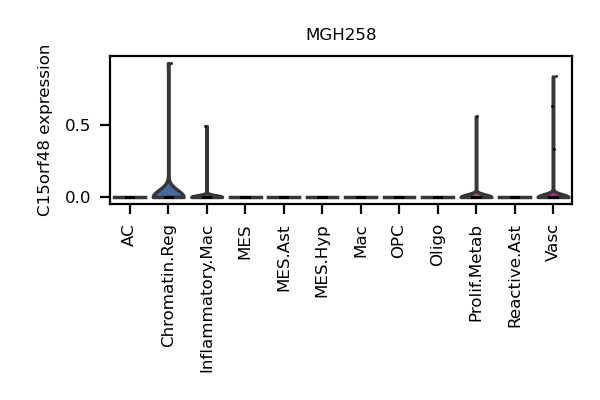 MGH258
C15orf48 expression
0.5
0.0
AC
Chromatin.Reg
Inflammatory.Mac
MES
MES.Ast
MES.Hyp
Mac
OPC
Oligo
Prolif.Metab
Reactive.Ast
Vasc